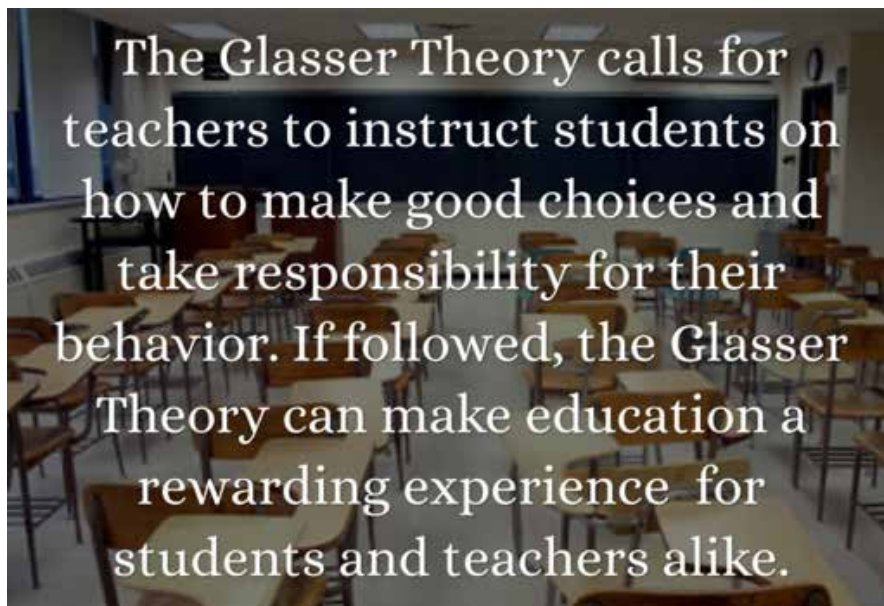 The Glasser Theory calls for
teachers to instruct students on
how to make good choices and
take responsibility for their
behavior. If followed, the Glasser
Theory can make education a
rewarding experience for
students and teachers alike.